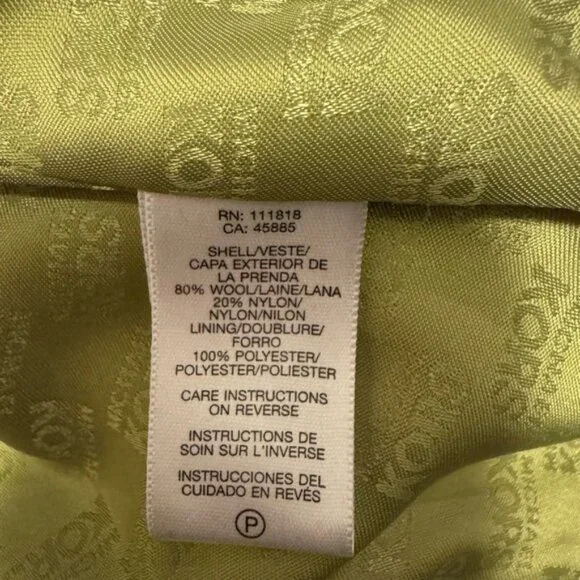 RN: 111818
CA: 45885
SHELL/VESTE/
CAPA EXTERIOR DE
LA PRENDA
80% WOOL/LAINE/LANA
20% NYLON/
NYLON/NILON
LINING/DOUBLURE/
FORRO
100% POLYESTER/
POLYESTER/POLIESTER
CARE INSTRUCTIONS
ON REVERSE
INSTRUCTIONS DE
SOIN SUR L'INVERSE
INSTRUCCIONES DEL
CUIDADO EN REVÉS
P